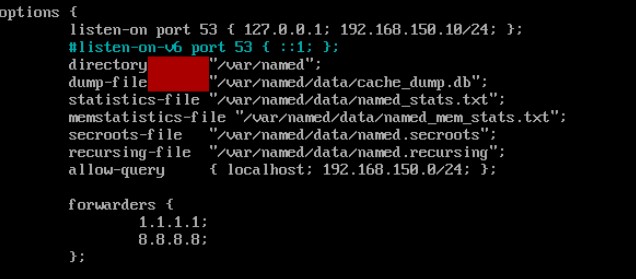 options {
listen-on port 53 { 127.0.0.1; 192.168.150.10/24; };
#listen-on-v6 port 53 { ::1; };
directory "/var/named";
dump-file "/var/named/data/cache_dump.db";
statistics-file "/var/named/data/named_stats.txt";
memstatistics-file "/var/named/data/named_mem_stats.txt";
secroots-file "/var/named/data/named.secroots";
recursing-file "/var/named/data/named.recursing";
allow-query { localhost; 192.168.150.0/24; };
forwarders {
1.1.1.1;
8.8.8.8;
};